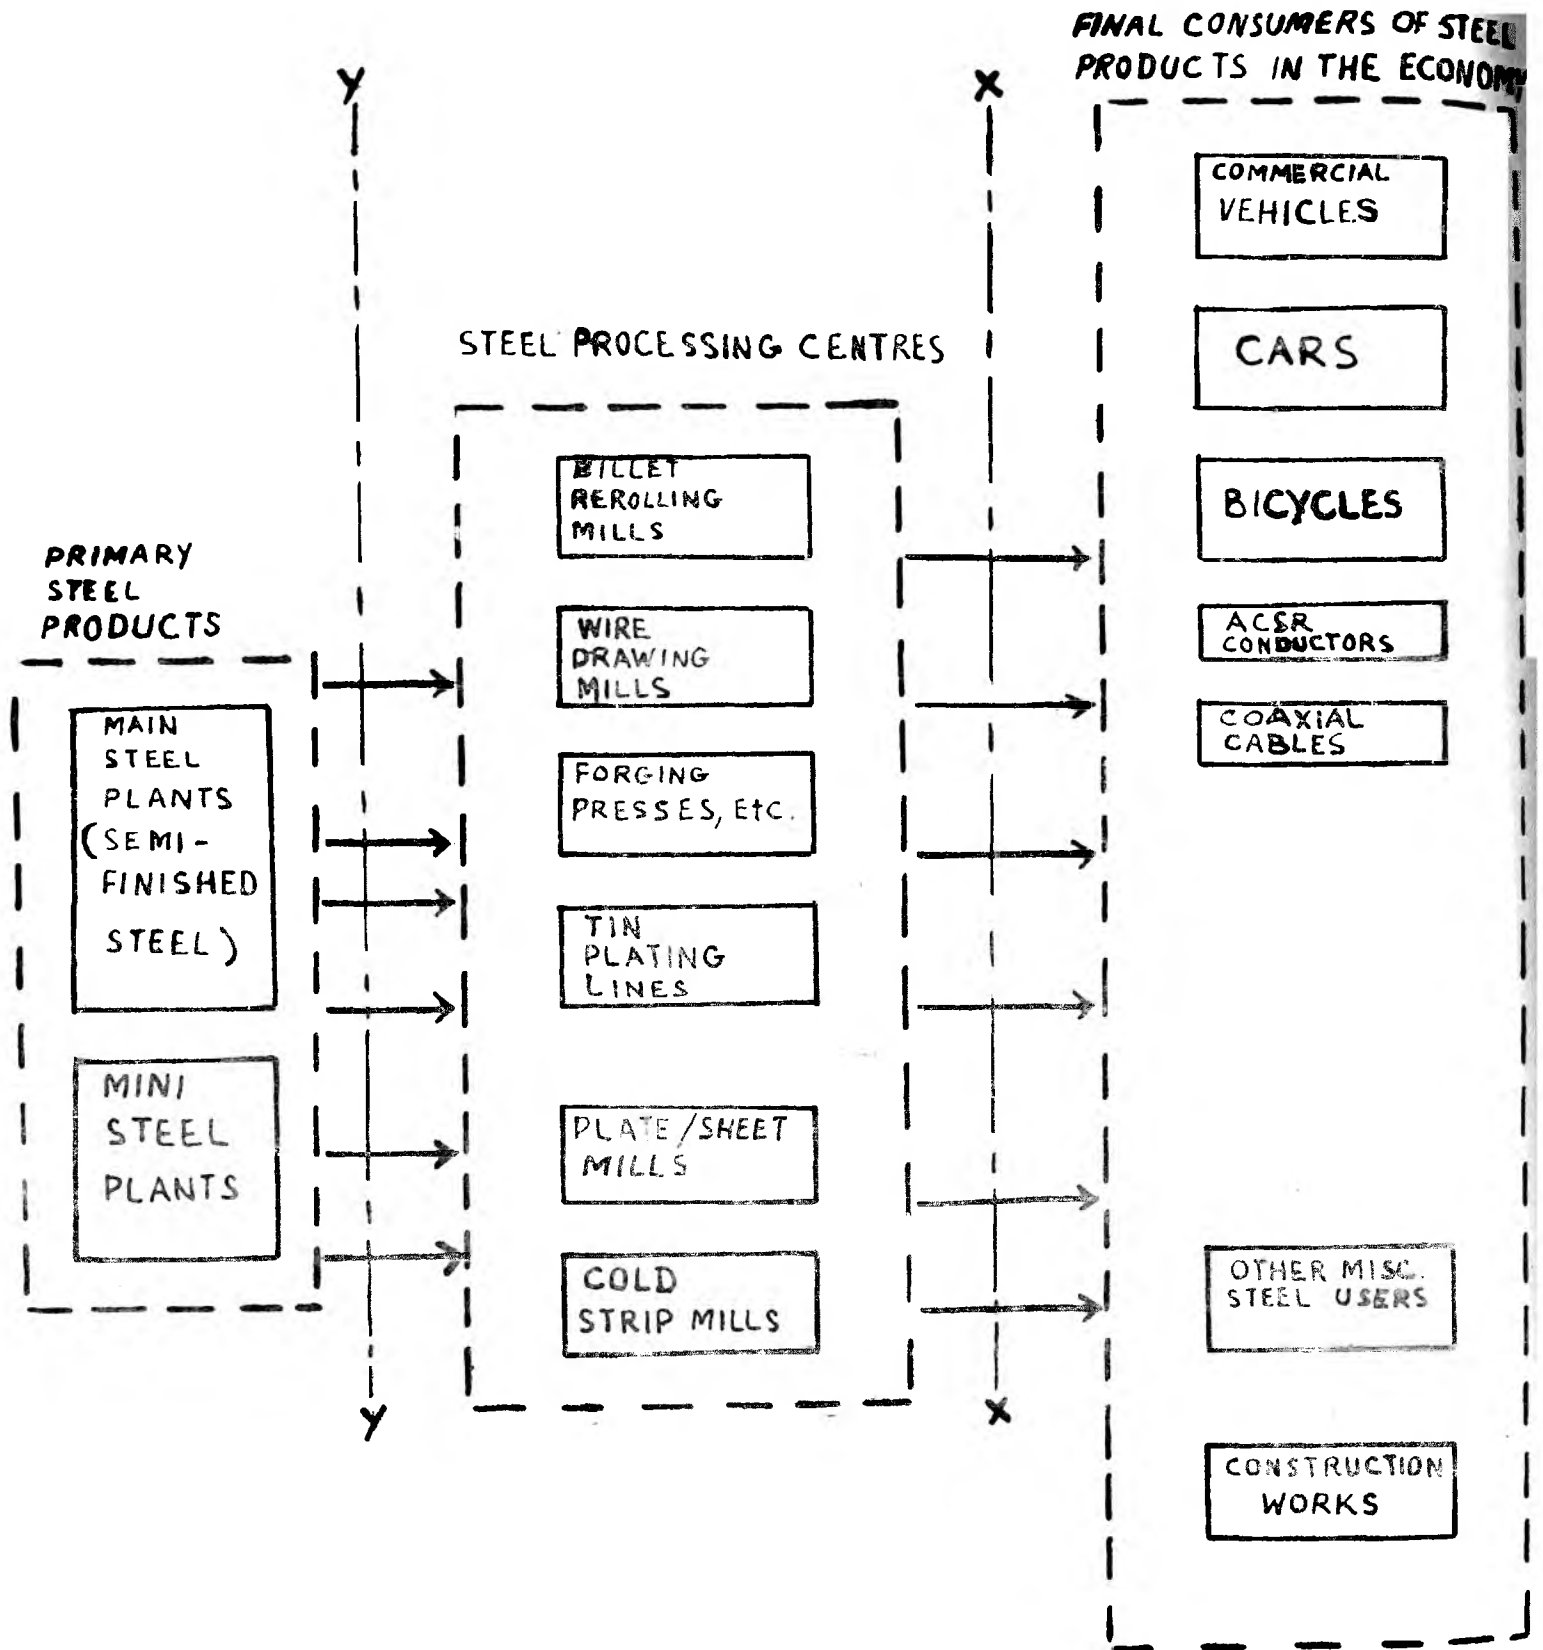 FINAL CONSUMERS OF STEEL
PRODUCTS IN THE ECONOMY
Y
X
COMMERCIAL
VEHICLES
CARS
BICYCLES
ACSR
CONDUCTORS
COAXIAL
CABLES
OTHER MISC.
STEEL USERS
CONSTRUCTION
WORKS
STEEL PROCESSING CENTRES
BILLET
REROLLING
MILLS
WIRE
DRAWING
MILLS
FORGING
PRESSES, Etc.
TIN
PLATING
LINES
PLATE/SHEET
MILLS
COLD
STRIP MILLS
PRIMARY
STEEL
PRODUCTS
MAIN
STEEL
PLANTS
(SEMI-
FINISHED
STEEL)
MINI
STEEL
PLANTS
Y
X